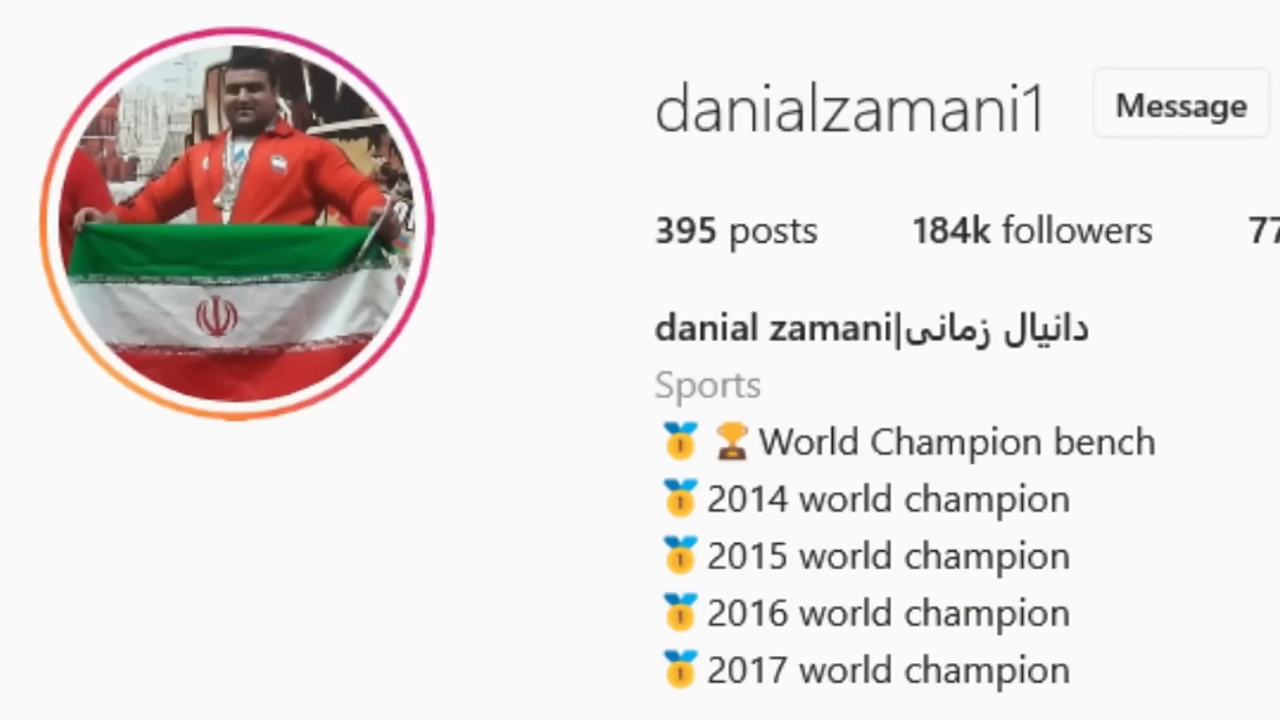 danialzamani1 Message
395 posts 184k followers 77
danial zamani|دانیال زمانی
Sports
🥇 🏆 World Champion bench
🥇 2014 world champion
🥇 2015 world champion
🥇 2016 world champion
🥇 2017 world champion